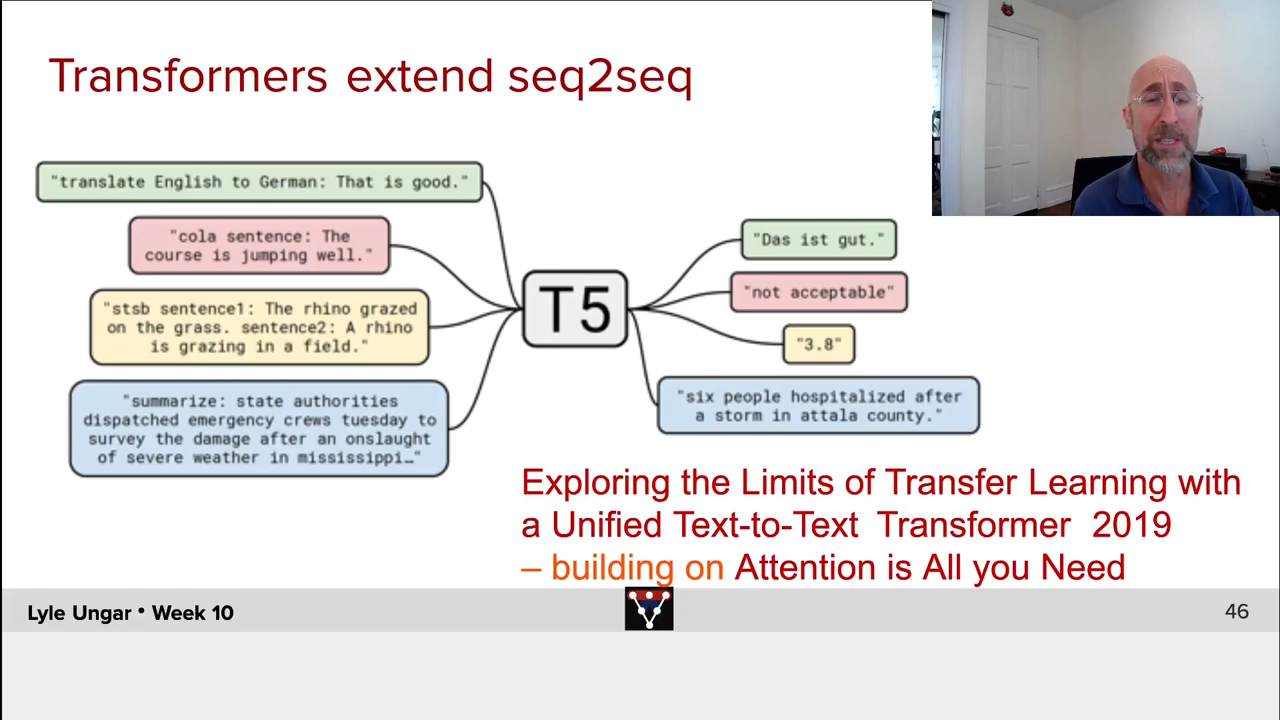 Transformers extend seq2seq
"translate English to German: That is good."
"cola sentence: The
course is jumping well."
"stsb sentence1: The rhino grazed
on the grass. sentence2: A rhino
is grazing in a field."
"summarize: state authorities
dispatched emergency crews tuesday to
survey the damage after an onslaught
of severe weather in mississippi…"
T5
"Das ist gut."
"not acceptable"
"3.8"
"six people hospitalized after
a storm in attala county."
Exploring the Limits of Transfer Learning with
a Unified Text-to-Text Transformer 2019
– building on Attention is All you Need
Lyle Ungar • Week 10
46